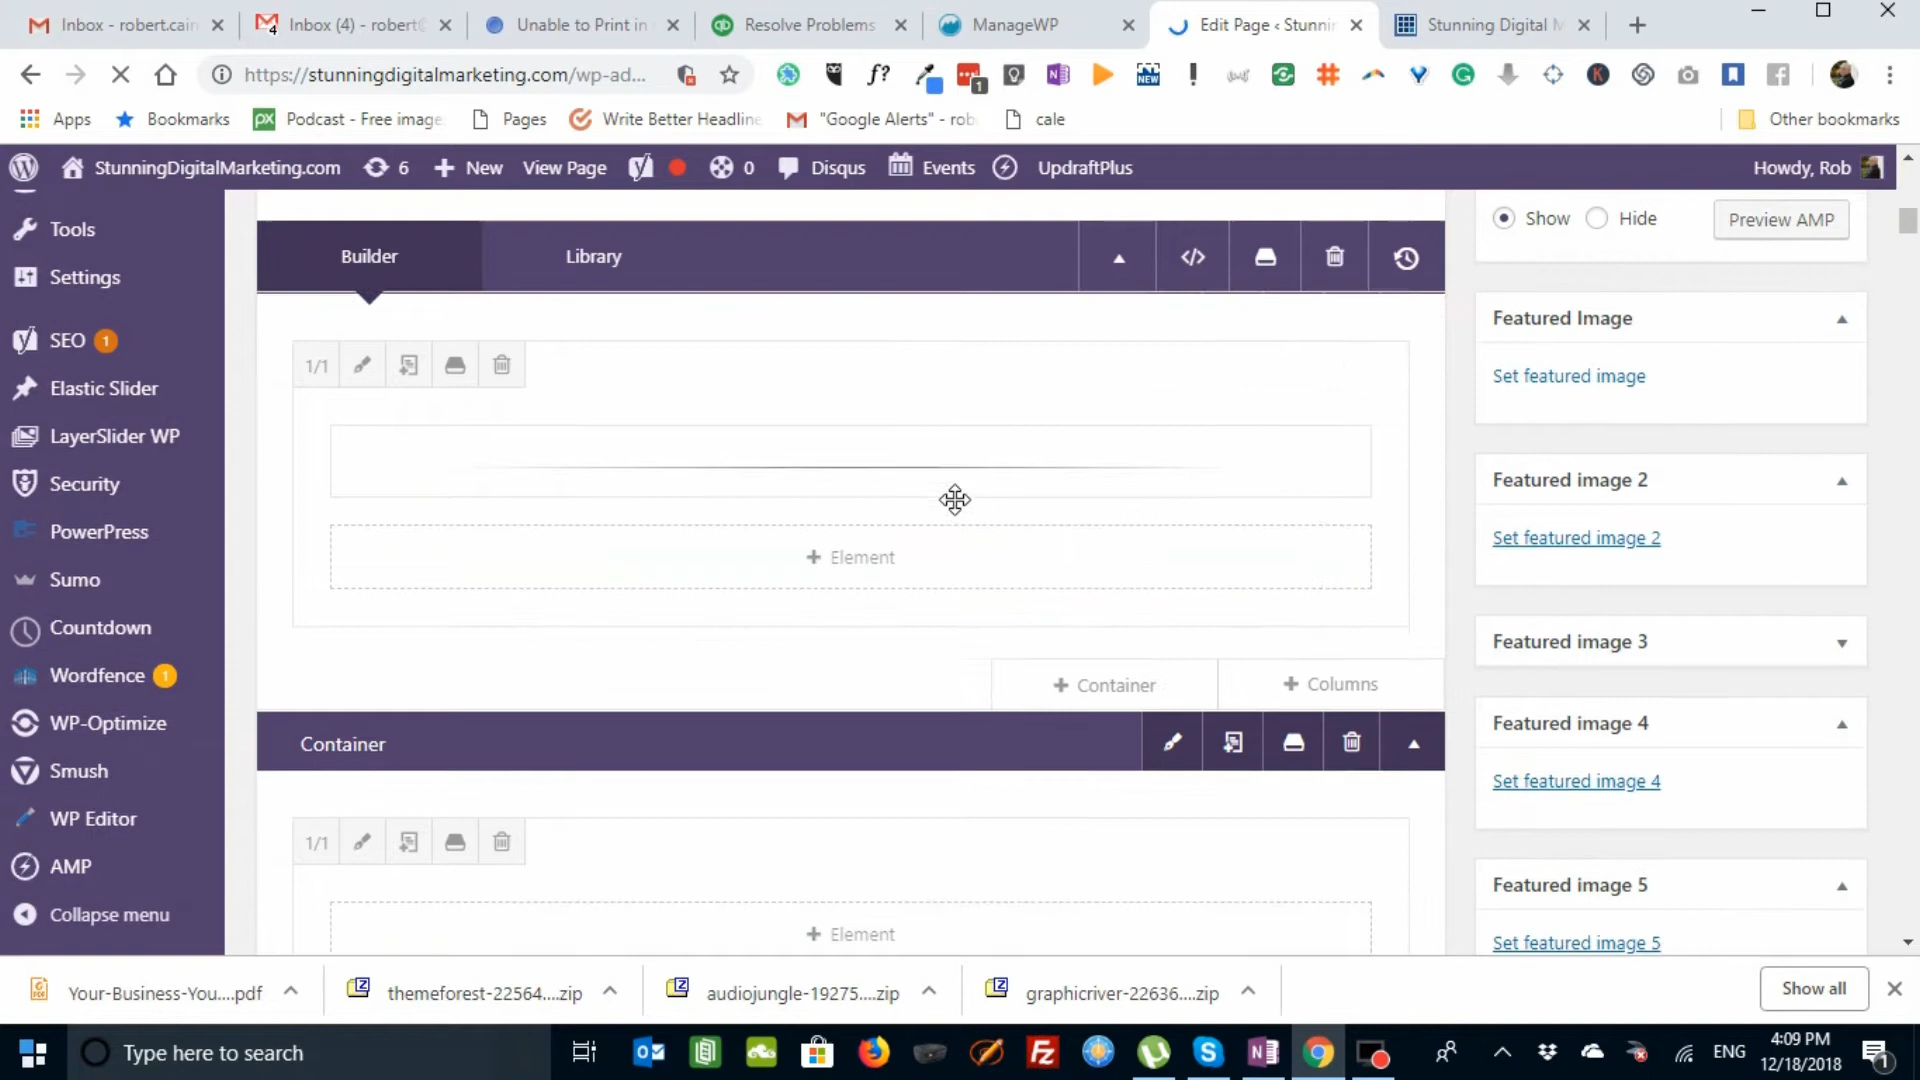 Inbox - robert.cain
Inbox (4) - robert@
Unable to Print in
Resolve Problems
ManageWP
Edit Page ‹ Stunnin
Stunning Digital M
https://stunningdigitalmarketing.com/wp-ad...
Apps
Bookmarks
Podcast - Free image
Pages
Write Better Headline
"Google Alerts" - rob
cale
Other bookmarks
StunningDigitalMarketing.com
6
New
View Page
0
Disqus
Events
UpdraftPlus
Howdy, Rob
Tools
Settings
SEO 1
Elastic Slider
LayerSlider WP
Security
PowerPress
Sumo
Countdown
Wordfence 1
WP-Optimize
Smush
WP Editor
AMP
Collapse menu
Builder
Library
1/1
+ Element
+ Container
+ Columns
Container
1/1
+ Element
Show
Hide
Preview AMP
Featured Image
Set featured image
Featured image 2
Set featured image 2
Featured image 3
Featured image 4
Set featured image 4
Featured image 5
Set featured image 5
Your-Business-You....pdf
themeforest-22564....zip
audiojungle-19275....zip
graphicriver-22636....zip
Show all
Type here to search
ENG
4:09 PM
12/18/2018
1